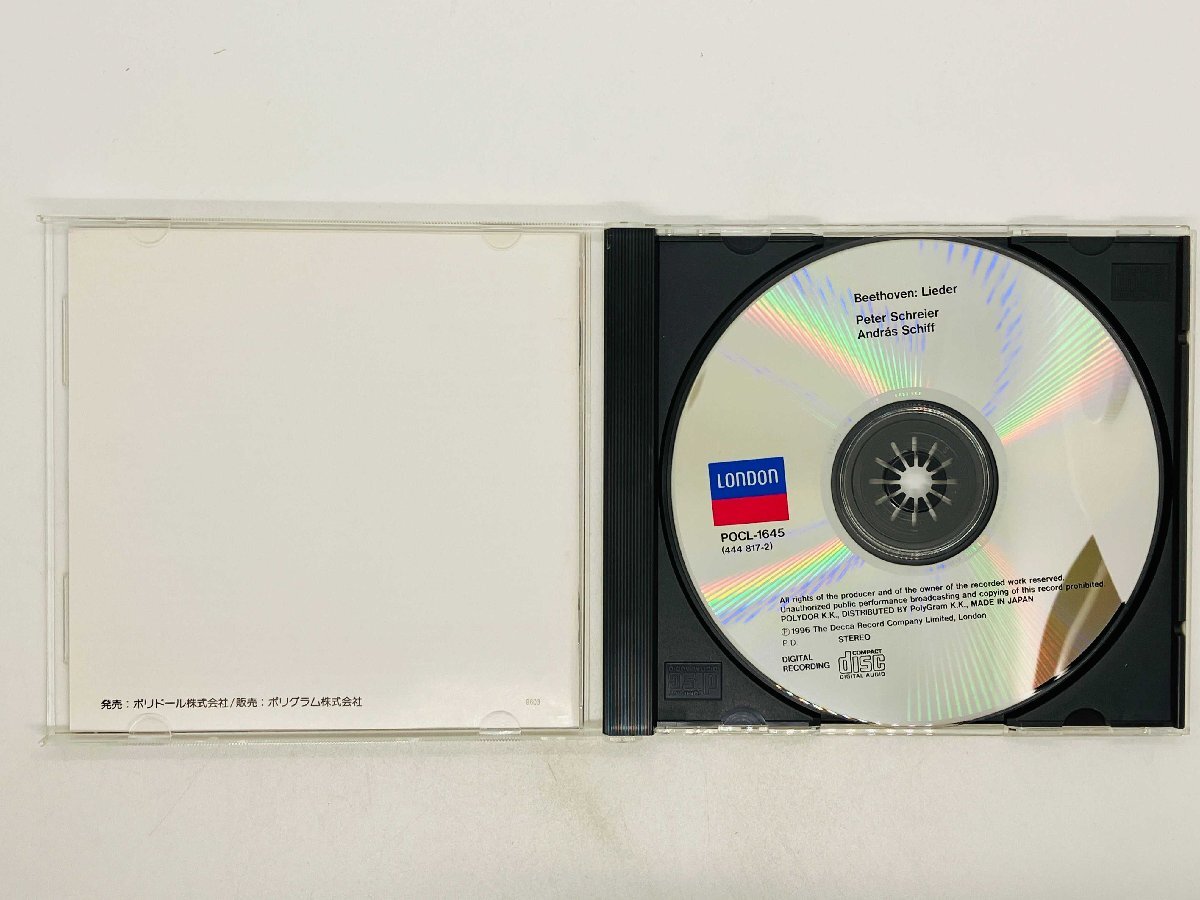 発売：ポリドール株式会社/販売：ポリグラム株式会社
9603
Beethoven: Lieder
Peter Schreier
András Schiff
LONDON
POCL-1645
(444 817-2)
All rights of the producer and of the owner of the recorded work reserved.
Unauthorized public performance broadcasting and copying of this record prohibited.
POLYDOR K.K., DISTRIBUTED BY PolyGram K.K., MADE IN JAPAN
℗1996 The Decca Record Company Limited, London
P.D. STEREO
DIGITAL RECORDING
COMPACT disc DIGITAL AUDIO